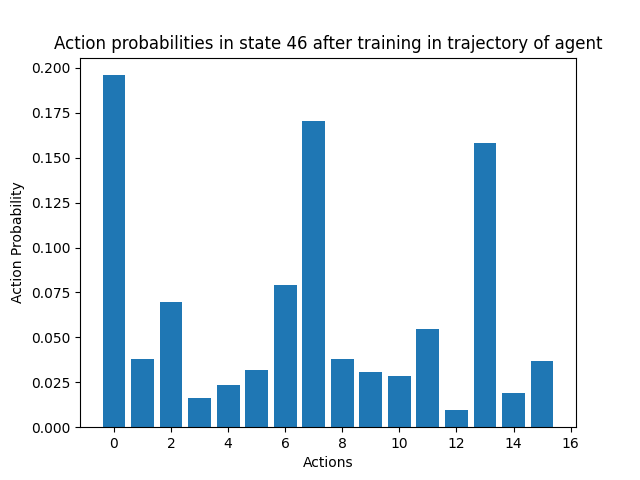 Action probabilities in state 46 after training in trajectory of agent
0.200
0.175
0.150
0.125
0.100
0.075
0.050
0.025
0.000
Action Probability
0 2 4 6 8 10 12 14 16
Actions